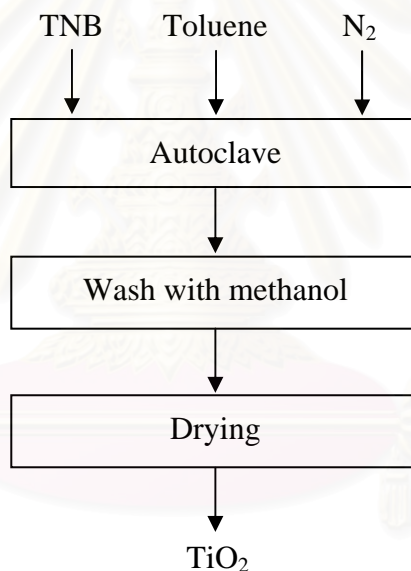 TNB Toluene N₂
Autoclave
Wash with methanol
Drying
TiO₂